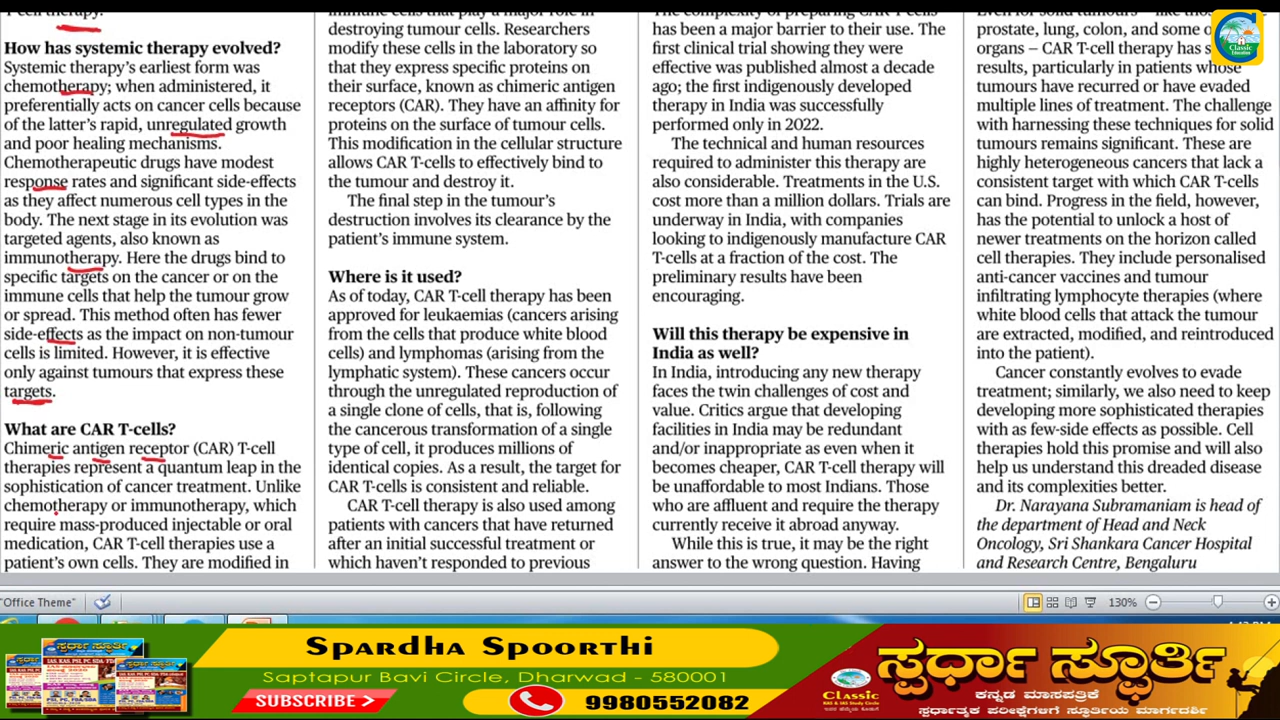 T-cell therapy.
How has systemic therapy evolved?
Systemic therapy's earliest form was
chemotherapy; when administered, it
preferentially acts on cancer cells because
of the latter's rapid, unregulated growth
and poor healing mechanisms.
Chemotherapeutic drugs have modest
response rates and significant side-effects
as they affect numerous cell types in the
body. The next stage in its evolution was
targeted agents, also known as
immunotherapy. Here the drugs bind to
specific targets on the cancer or on the
immune cells that help the tumour grow
or spread. This method often has fewer
side-effects as the impact on non-tumour
cells is limited. However, it is effective
only against tumours that express these
targets.
What are CAR T-cells?
Chimeric antigen receptor (CAR) T-cell
therapies represent a quantum leap in the
sophistication of cancer treatment. Unlike
chemotherapy or immunotherapy, which
require mass-produced injectable or oral
medication, CAR T-cell therapies use a
patient's own cells. They are modified in
immune cells that play a major role in
destroying tumour cells. Researchers
modify these cells in the laboratory so
that they express specific proteins on
their surface, known as chimeric antigen
receptors (CAR). They have an affinity for
proteins on the surface of tumour cells.
This modification in the cellular structure
allows CAR T-cells to effectively bind to
the tumour and destroy it.
The final step in the tumour's
destruction involves its clearance by the
patient's immune system.
Where is it used?
As of today, CAR T-cell therapy has been
approved for leukaemias (cancers arising
from the cells that produce white blood
cells) and lymphomas (arising from the
lymphatic system). These cancers occur
through the unregulated reproduction of
a single clone of cells, that is, following
the cancerous transformation of a single
type of cell, it produces millions of
identical copies. As a result, the target for
CAR T-cells is consistent and reliable.
CAR T-cell therapy is also used among
patients with cancers that have returned
after an initial successful treatment or
which haven't responded to previous
The complexity of preparing CAR T-cells
has been a major barrier to their use. The
first clinical trial showing they were
effective was published almost a decade
ago; the first indigenously developed
therapy in India was successfully
performed only in 2022.
The technical and human resources
required to administer this therapy are
also considerable. Treatments in the U.S.
cost more than a million dollars. Trials are
underway in India, with companies
looking to indigenously manufacture CAR
T-cells at a fraction of the cost. The
preliminary results have been
encouraging.
Will this therapy be expensive in
India as well?
In India, introducing any new therapy
faces the twin challenges of cost and
value. Critics argue that developing
facilities in India may be redundant
and/or inappropriate as even when it
becomes cheaper, CAR T-cell therapy will
be unaffordable to most Indians. Those
who are affluent and require the therapy
currently receive it abroad anyway.
While this is true, it may be the right
answer to the wrong question. Having
Even for solid tumours – like
prostate, lung, colon, and some
organs – CAR T-cell therapy has
results, particularly in patients whose
tumours have recurred or have evaded
multiple lines of treatment. The challenge
with harnessing these techniques for solid
tumours remains significant. These are
highly heterogeneous cancers that lack a
consistent target with which CAR T-cells
can bind. Progress in the field, however,
has the potential to unlock a host of
newer treatments on the horizon called
cell therapies. They include personalised
anti-cancer vaccines and tumour
infiltrating lymphocyte therapies (where
white blood cells that attack the tumour
are extracted, modified, and reintroduced
into the patient).
Cancer constantly evolves to evade
treatment; similarly, we also need to keep
developing more sophisticated therapies
with as few-side effects as possible. Cell
therapies hold this promise and will also
help us understand this dreaded disease
and its complexities better.
Dr. Narayana Subramaniam is head of
the department of Head and Neck
Oncology, Sri Shankara Cancer Hospital
and Research Centre, Bengaluru
Classic
Education
"Office Theme"
130%
Spardha Spoorthi
Saptapur Bavi Circle, Dharwad - 580001
SUBSCRIBE
9980552082
Classic
KAS & IAS Study Circle
ಸ್ಪರ್ಧಾ ಸ್ಫೂರ್ತಿ
ಕನ್ನಡ ಮಾಸಪತ್ರಿಕೆ
ಸ್ಪರ್ಧಾತ್ಮಕ ಪರೀಕ್ಷೆಗಳಿಗೆ ಸ್ಫೂರ್ತಿಯ ಮಾರ್ಗದರ್ಶಿ